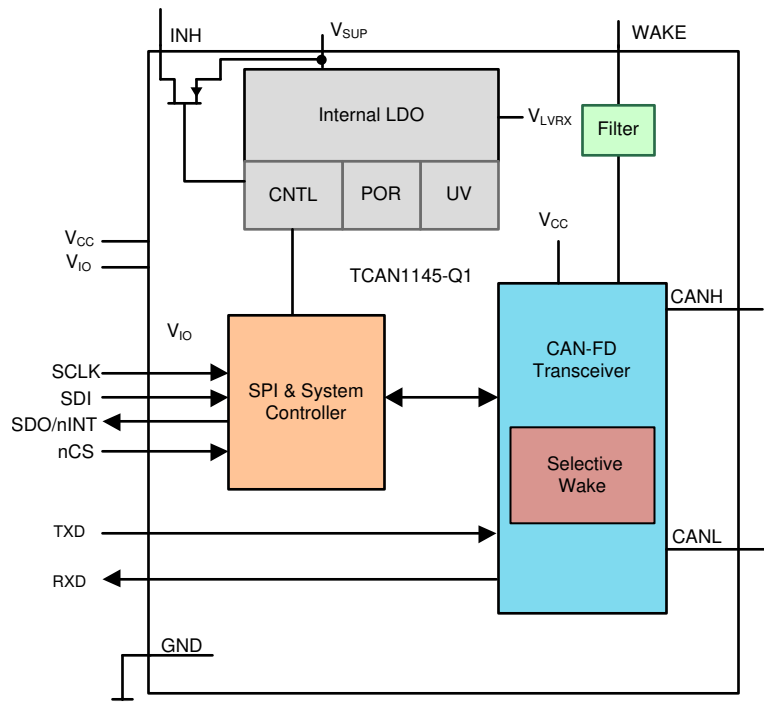 INH
VSUP
WAKE
Internal LDO
VLVRX
Filter
CNTL
POR
UV
VCC
VIO
VCC
TCAN1145-Q1
CANH
VIO
SCLK
SDI
SDO/nINT
nCS
SPI & System
Controller
CAN-FD
Transceiver
Selective
Wake
TXD
CANL
RXD
GND